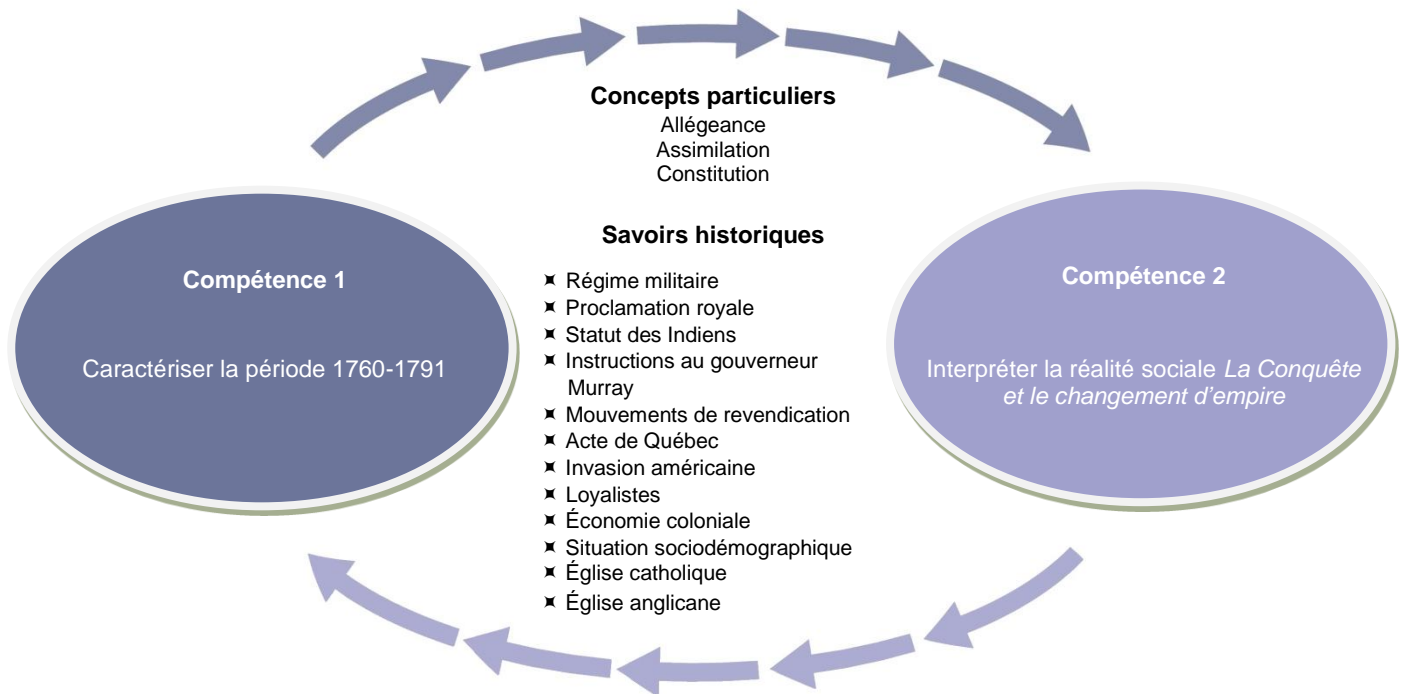 Concepts particuliers
Allégeance
Assimilation
Constitution
Savoirs historiques
Régime militaire
Proclamation royale
Statut des Indiens
Instructions au gouverneur
Murray
Mouvements de revendication
Acte de Québec
Invasion américaine
Loyalistes
Économie coloniale
Situation sociodémographique
Église catholique
Église anglicane
Compétence 1
Caractériser la période 1760-1791
Compétence 2
Interpréter la réalité sociale La Conquête
et le changement d'empire